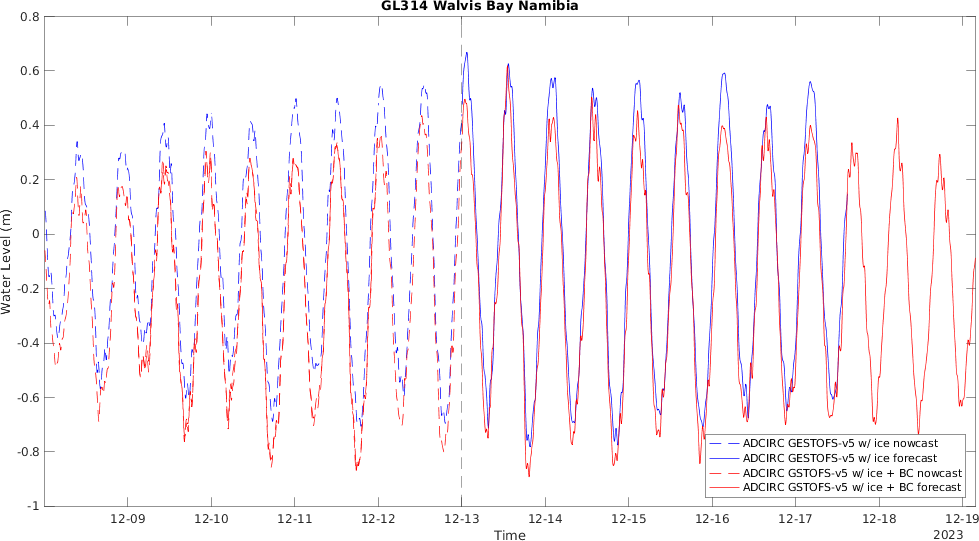 GL314 Walvis Bay Namibia
Water Level (m)
0.8
0.6
0.4
0.2
0
-0.2
-0.4
-0.6
-0.8
-1
ADCIRC GESTOFS-v5 w/ ice nowcast
ADCIRC GESTOFS-v5 w/ ice forecast
ADCIRC GSTOFS-v5 w/ ice + BC nowcast
ADCIRC GSTOFS-v5 w/ ice + BC forecast
12-09 12-10 12-11 12-12 12-13 12-14 12-15 12-16 12-17 12-18 12-19
2023
Time